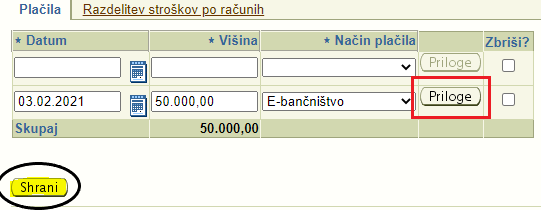 Plačila Razdelitev stroškov po računih
* Datum * Višina * Način plačila Zbriši?
Priloge
03.02.2021 50.000,00 E-bančništvo Priloge
Skupaj 50.000,00
Shrani